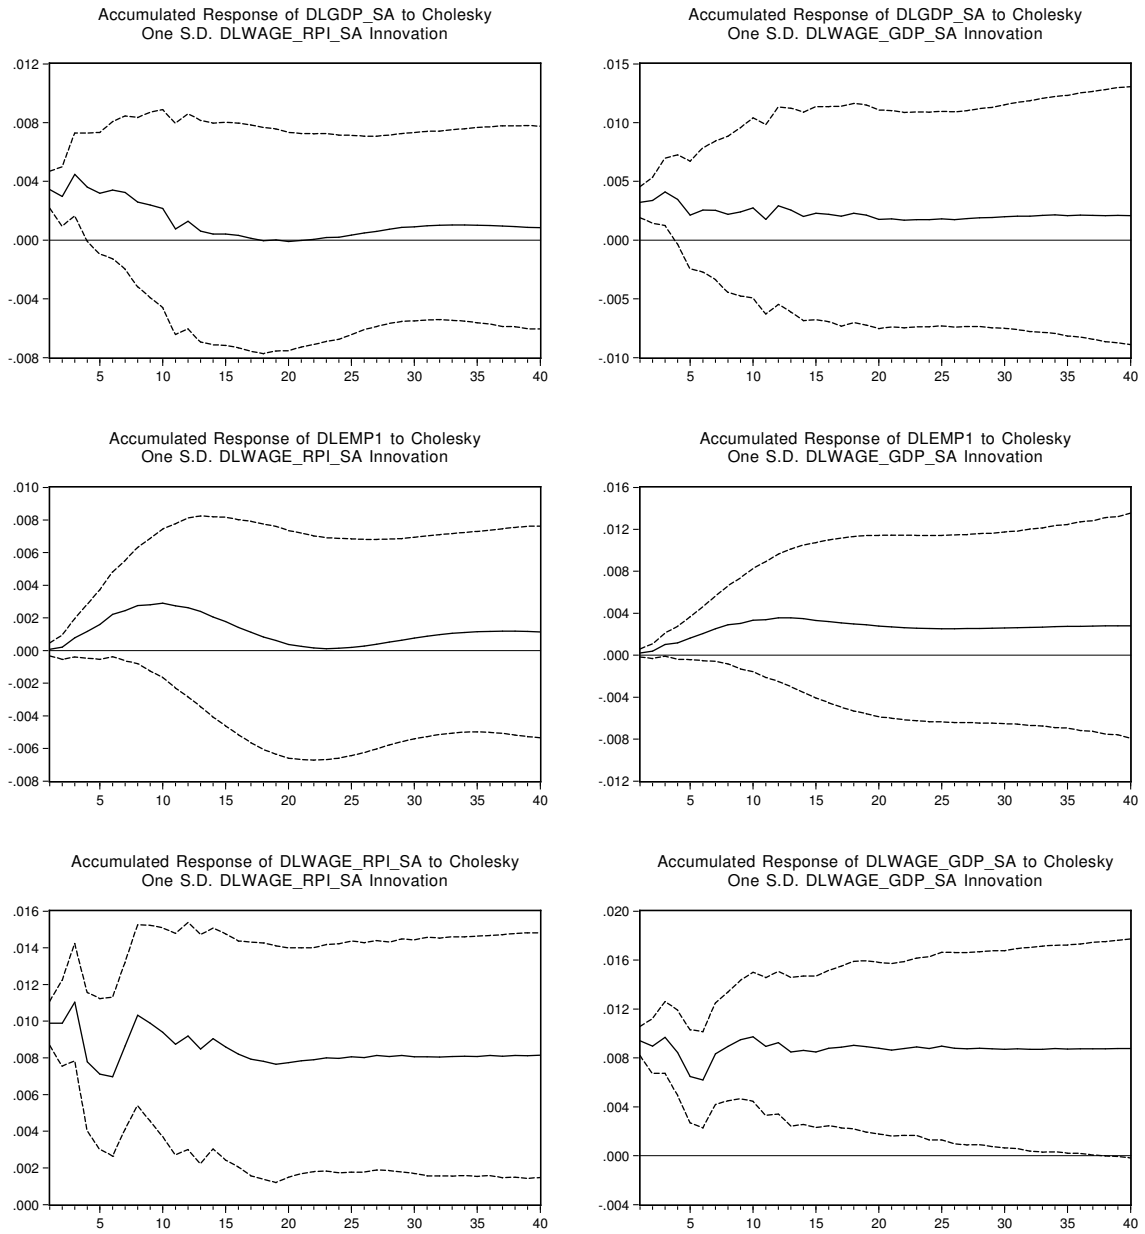 Accumulated Response of DLGDP_SA to Cholesky
One S.D. DLWAGE_RPI_SA Innovation
.012
.008
.004
.000
-.004
-.008
5 10 15 20 25 30 35 40
Accumulated Response of DLGDP_SA to Cholesky
One S.D. DLWAGE_GDP_SA Innovation
.015
.010
.005
.000
-.005
-.010
5 10 15 20 25 30 35 40
Accumulated Response of DLEMP1 to Cholesky
One S.D. DLWAGE_RPI_SA Innovation
.010
.008
.006
.004
.002
.000
-.002
-.004
-.006
-.008
5 10 15 20 25 30 35 40
Accumulated Response of DLEMP1 to Cholesky
One S.D. DLWAGE_GDP_SA Innovation
.016
.012
.008
.004
.000
-.004
-.008
-.012
5 10 15 20 25 30 35 40
Accumulated Response of DLWAGE_RPI_SA to Cholesky
One S.D. DLWAGE_RPI_SA Innovation
.016
.014
.012
.010
.008
.006
.004
.002
.000
5 10 15 20 25 30 35 40
Accumulated Response of DLWAGE_GDP_SA to Cholesky
One S.D. DLWAGE_GDP_SA Innovation
.020
.016
.012
.008
.004
.000
-.004
5 10 15 20 25 30 35 40